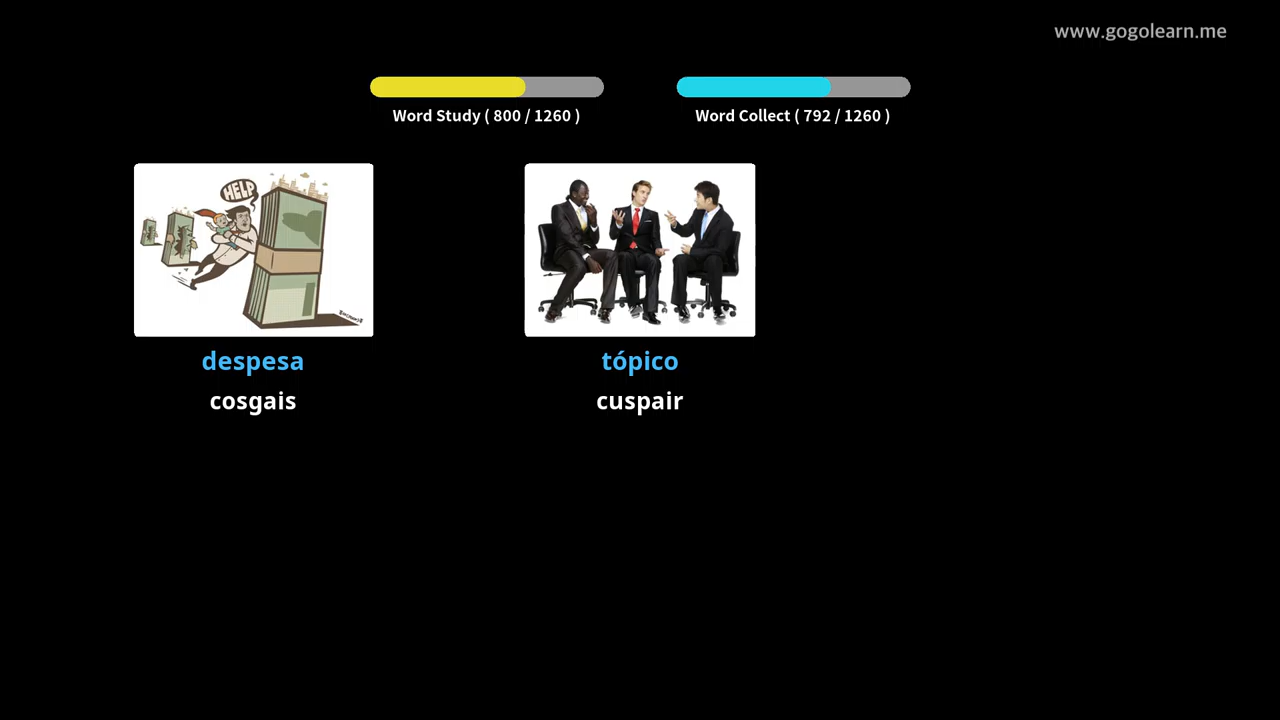 www.gogolearn.me
Word Study ( 800 / 1260 )
Word Collect ( 792 / 1260 )
HELP
despesa
tópico
cosgais
cuspair